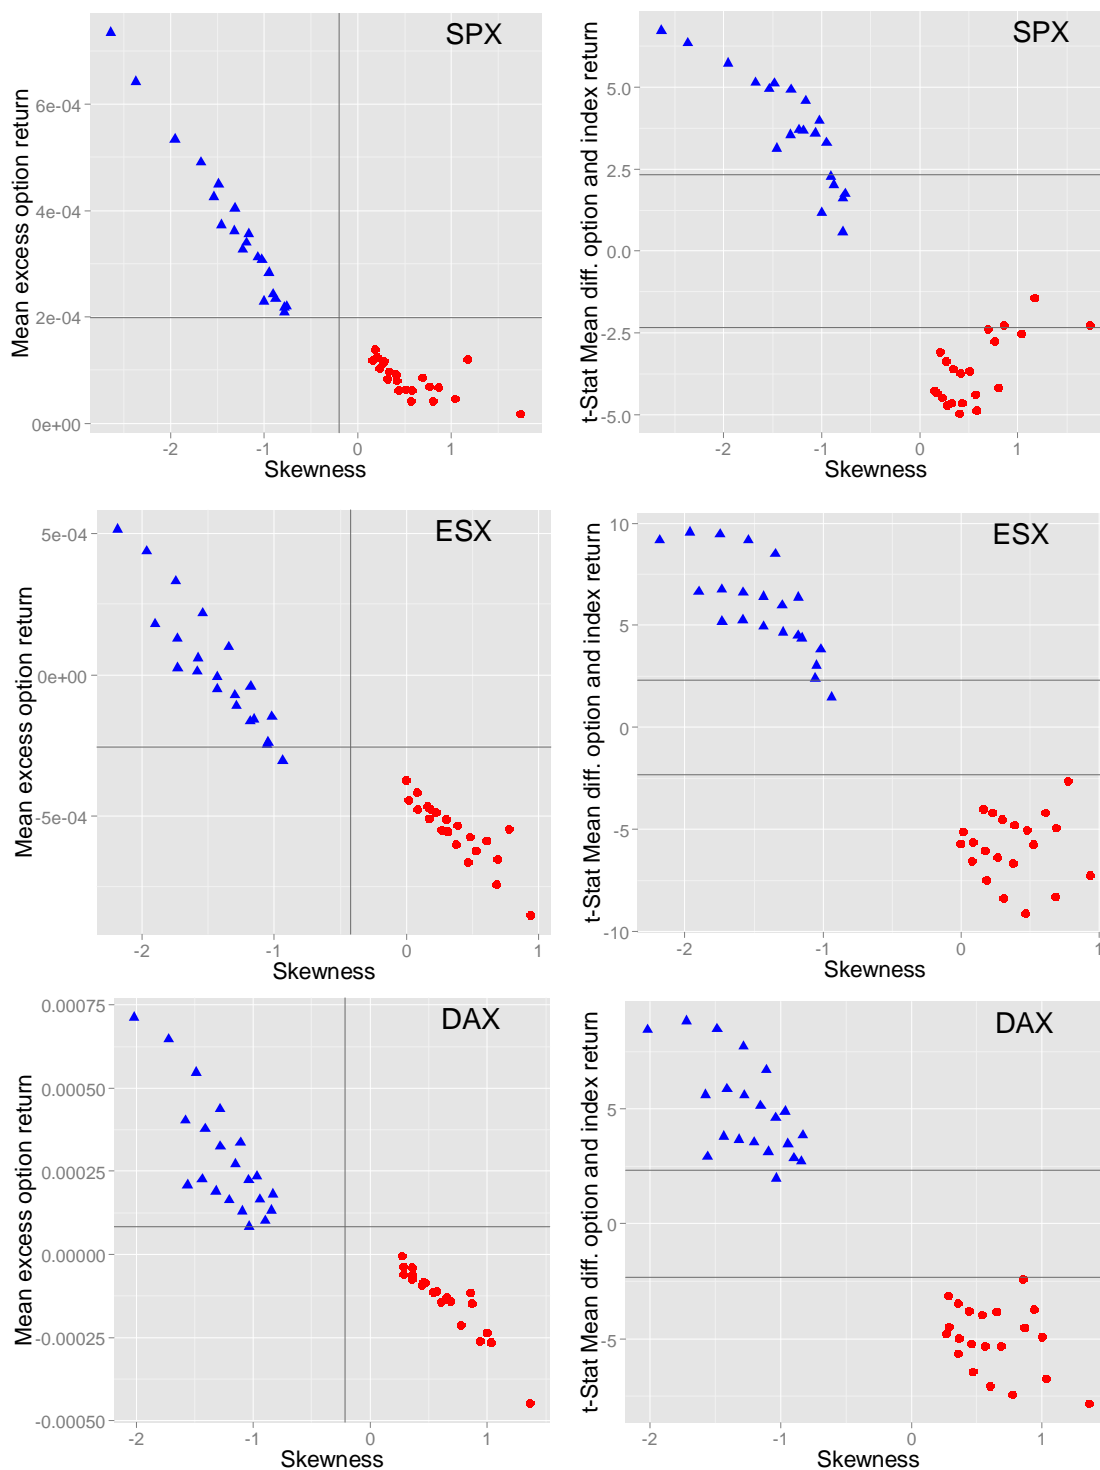 SPX
Mean excess option return
6e-04
4e-04
2e-04
0e+00
-2
-1
0
1
Skewness
SPX
t-Stat Mean diff. option and index return
5.0
2.5
0.0
-2.5
-5.0
-2
-1
0
1
Skewness
ESX
Mean excess option return
5e-04
0e+00
-5e-04
-2
-1
0
1
Skewness
ESX
t-Stat Mean diff. option and index return
10
5
0
-5
-10
-2
-1
0
1
Skewness
DAX
Mean excess option return
0.00075
0.00050
0.00025
0.00000
-0.00025
-0.00050
-2
-1
0
1
Skewness
DAX
t-Stat Mean diff. option and index return
5
0
-5
-2
-1
0
1
Skewness